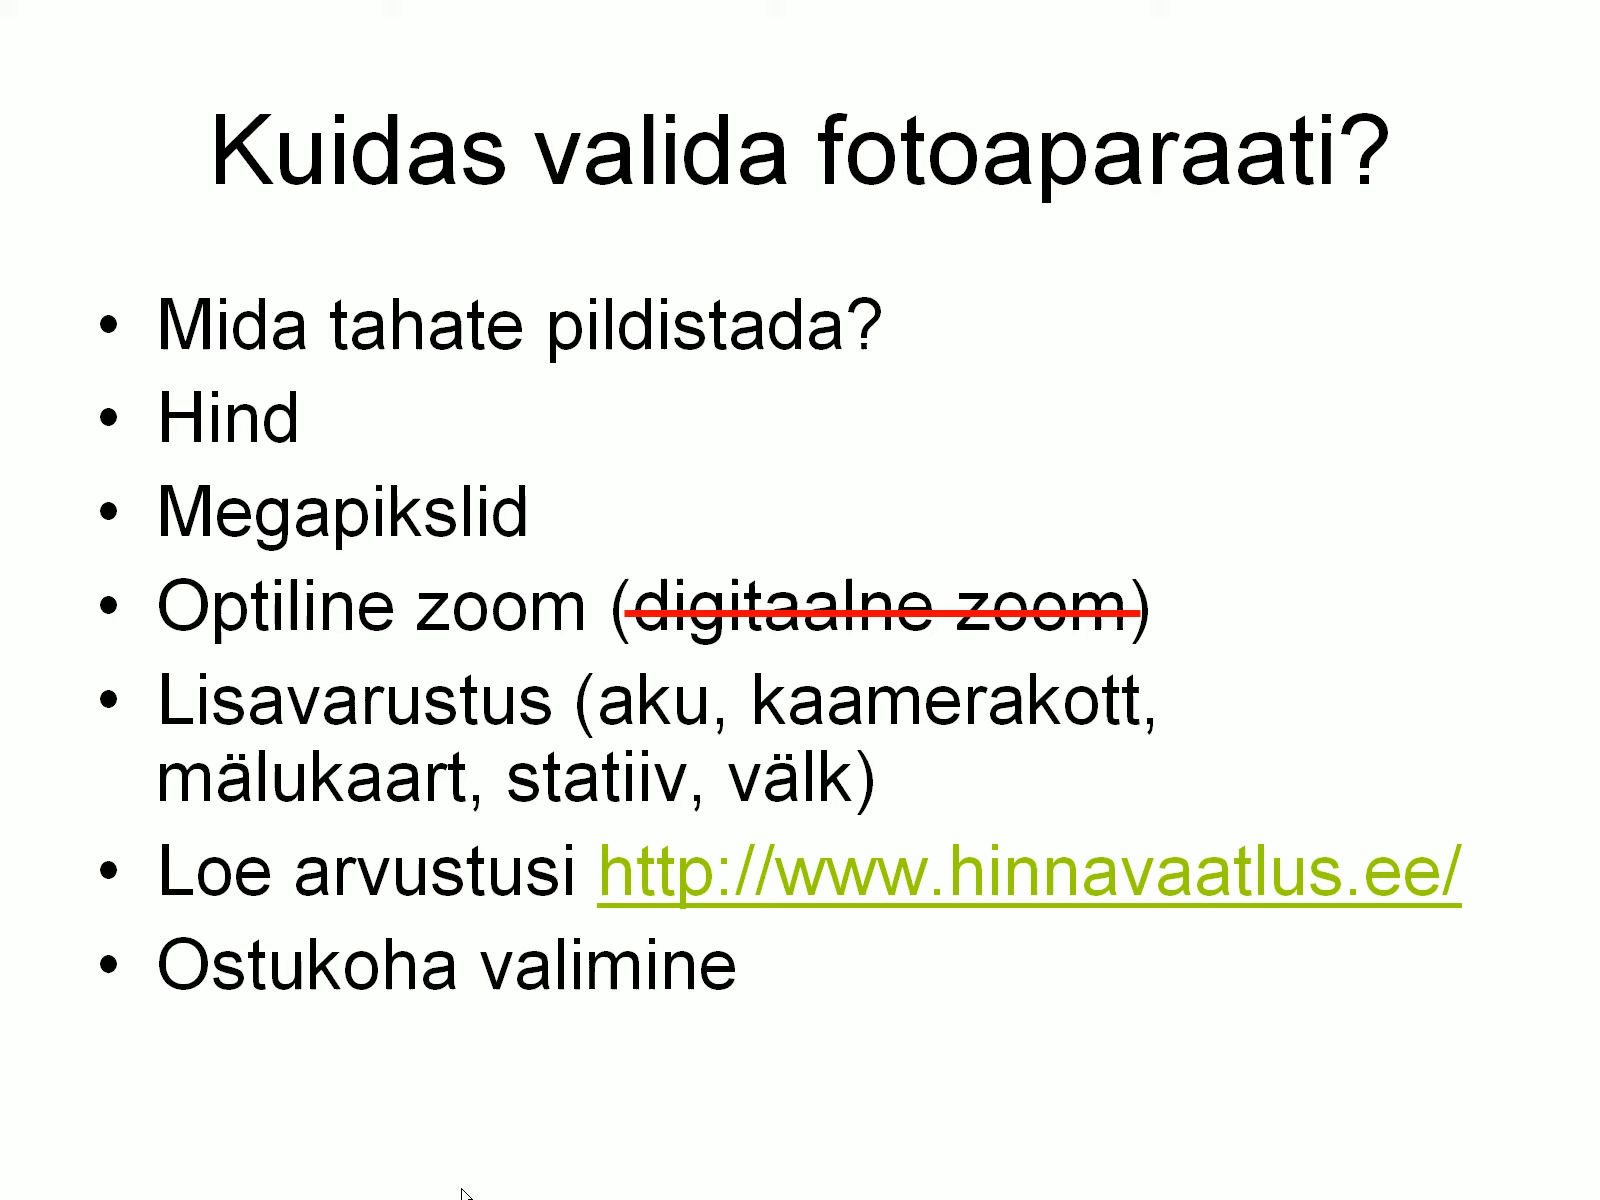 Kuidas valida fotoaparaati?
• Mida tahate pildistada?
• Hind
• Megapikslid
• Optiline zoom (digitaalne zoom)
• Lisavarustus (aku, kaamerakott,
mälukaart, statiiv, välk)
• Loe arvustusi http://www.hinnavaatlus.ee/
• Ostukoha valimine